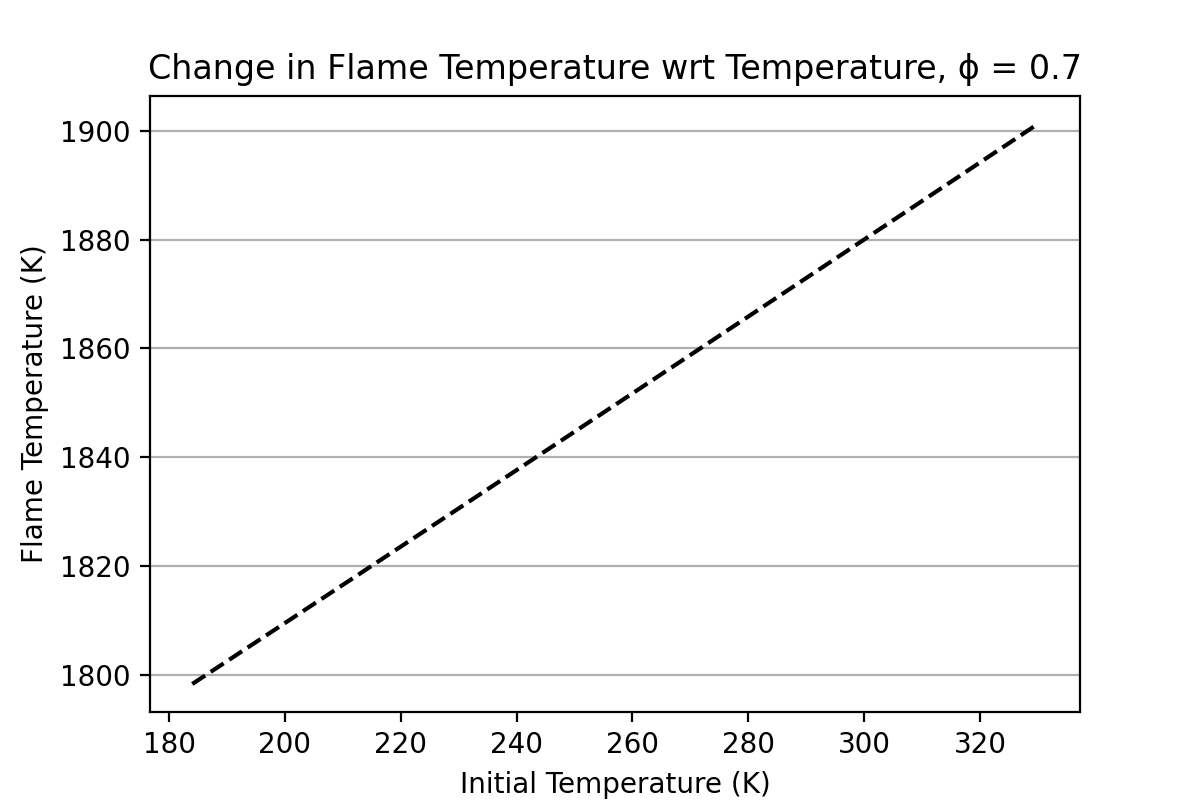 Change in Flame Temperature wrt Temperature, ϕ = 0.7
Flame Temperature (K)
1900
1880
1860
1840
1820
1800
180 200 220 240 260 280 300 320
Initial Temperature (K)